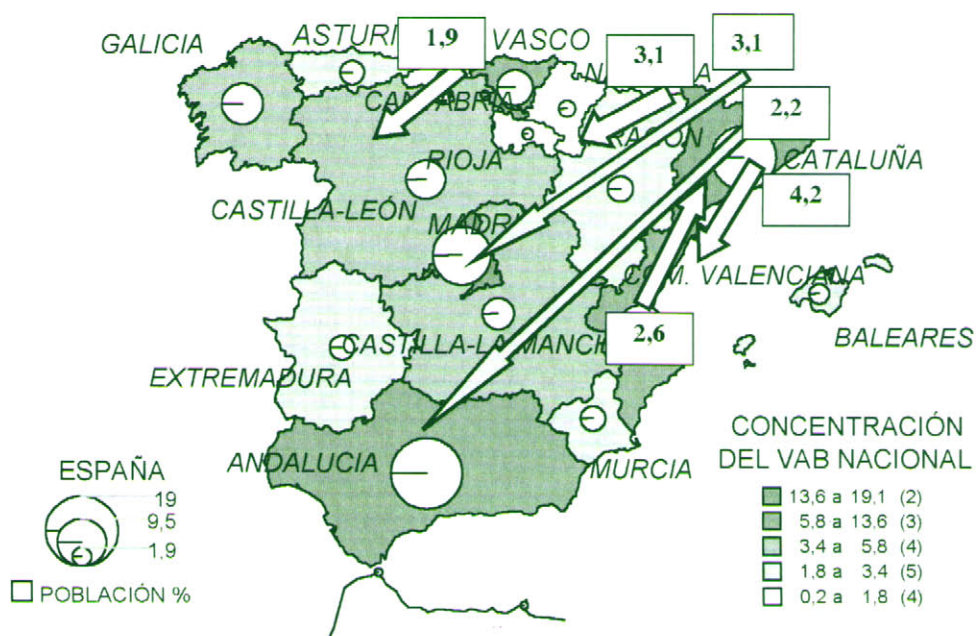 GALICIA
ASTURI
1,9
VASCO
3,1
3,1
N
A
CANTABRIA
2,2
RAGÓN
RIOJA
CATALUÑA
4,2
CASTILLA-LEÓN
MADRI
COM. VALENCIANA
2,6
CASTILLA-LA MANCH
BALEARES
EXTREMADURA
ANDALUCIA
MURCIA
CONCENTRACIÓN
DEL VAB NACIONAL
13,6 a 19,1 (2)
5,8 a 13,6 (3)
3,4 a 5,8 (4)
1,8 a 3,4 (5)
0,2 a 1,8 (4)
ESPAÑA
19
9,5
1,9
POBLACIÓN %